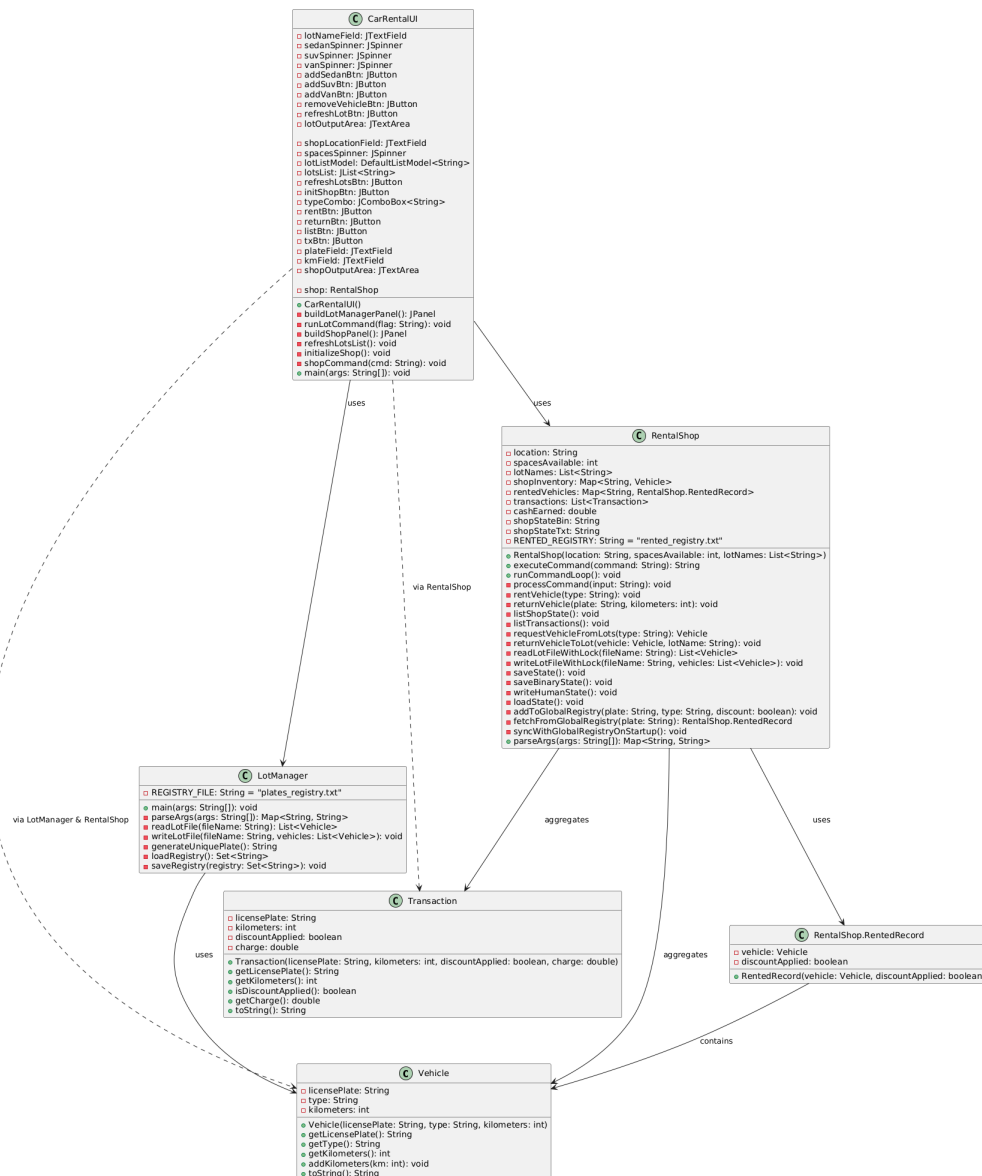 C CarRentalUI
lotNameField: JTextField
sedanSpinner: JSpinner
suvSpinner: JSpinner
vanSpinner: JSpinner
addSedanBtn: JButton
addSuvBtn: JButton
addVanBtn: JButton
removeVehicleBtn: JButton
refreshLotBtn: JButton
lotOutputArea: JTextArea
shopLocationField: JTextField
spacesSpinner: JSpinner
lotListModel: DefaultListModel<String>
lotsList: JList<String>
refreshLotsBtn: JButton
initShopBtn: JButton
typeCombo: JComboBox<String>
rentBtn: JButton
returnBtn: JButton
listBtn: JButton
txBtn: JButton
plateField: JTextField
kmField: JTextField
shopOutputArea: JTextArea
shop: RentalShop
CarRentalUI()
buildLotManagerPanel(): JPanel
runLotCommand(flag: String): void
buildShopPanel(): JPanel
refreshLotsList(): void
initializeShop(): void
shopCommand(cmd: String): void
main(args: String[]): void
uses
uses
C RentalShop
location: String
spacesAvailable: int
lotNames: List<String>
shopInventory: Map<String, Vehicle>
rentedVehicles: Map<String, RentalShop.RentedRecord>
transactions: List<Transaction>
cashEarned: double
shopStateBin: String
shopStateTxt: String
RENTED_REGISTRY: String = "rented_registry.txt"
RentalShop(location: String, spacesAvailable: int, lotNames: List<String>)
executeCommand(command: String): String
runCommandLoop(): void
processCommand(input: String): void
rentVehicle(type: String): void
returnVehicle(plate: String, kilometers: int): void
listShopState(): void
listTransactions(): void
requestVehicleFromLots(type: String): Vehicle
returnVehicleToLot(vehicle: Vehicle, lotName: String): void
readLotFileWithLock(fileName: String): List<Vehicle>
writeLotFileWithLock(fileName: String, vehicles: List<Vehicle>): void
saveState(): void
saveBinaryState(): void
writeHumanState(): void
loadState(): void
addToGlobalRegistry(plate: String, type: String, discount: boolean): void
fetchFromGlobalRegistry(plate: String): RentalShop.RentedRecord
syncWithGlobalRegistryOnStartup(): void
parseArgs(args: String[]): Map<String, String>
via RentalShop
C LotManager
REGISTRY_FILE: String = "plates_registry.txt"
main(args: String[]): void
parseArgs(args: String[]): Map<String, String>
readLotFile(fileName: String): List<Vehicle>
writeLotFile(fileName: String, vehicles: List<Vehicle>): void
generateUniquePlate(): String
loadRegistry(): Set<String>
saveRegistry(registry: Set<String>): void
via LotManager & RentalShop
aggregates
uses
C Transaction
licensePlate: String
kilometers: int
discountApplied: boolean
charge: double
Transaction(licensePlate: String, kilometers: int, discountApplied: boolean, charge: double)
getLicensePlate(): String
getKilometers(): int
isDiscountApplied(): boolean
getCharge(): double
toString(): String
uses
aggregates
C RentalShop.RentedRecord
vehicle: Vehicle
discountApplied: boolean
RentedRecord(vehicle: Vehicle, discountApplied: boolean
contains
C Vehicle
licensePlate: String
type: String
kilometers: int
Vehicle(licensePlate: String, type: String, kilometers: int)
getLicensePlate(): String
getType(): String
getKilometers(): int
addKilometers(km: int): void
toString(): String